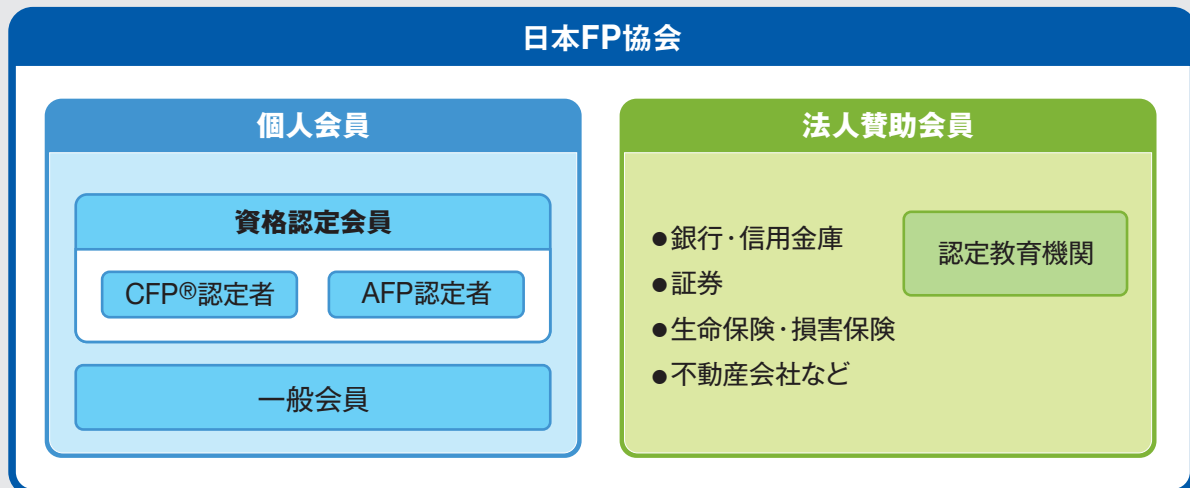 日本FP協会
個人会員
資格認定会員
CFP®認定者
AFP認定者
一般会員
法人賛助会員
●銀行・信用金庫
●証券
●生命保険・損害保険
●不動産会社など
認定教育機関